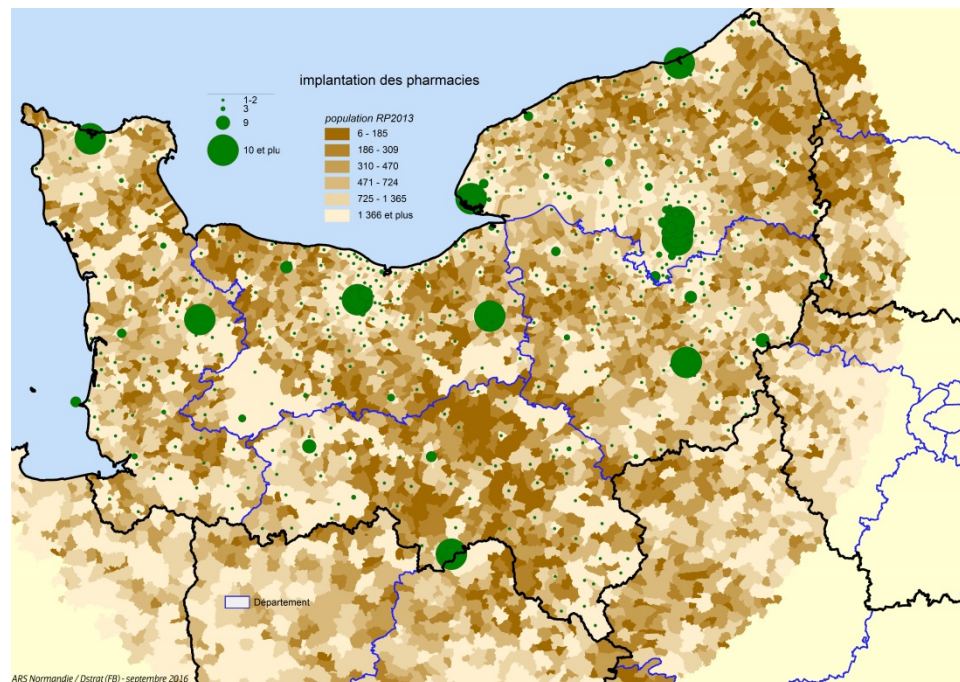 implantation des pharmacies
1-2
3
9
10 et plu
population RP2013
6 - 185
186 - 309
310 - 470
471 - 724
725 - 1 365
1 366 et plus
Département
ARS Normandie / Dstrat (FB) - septembre 2016